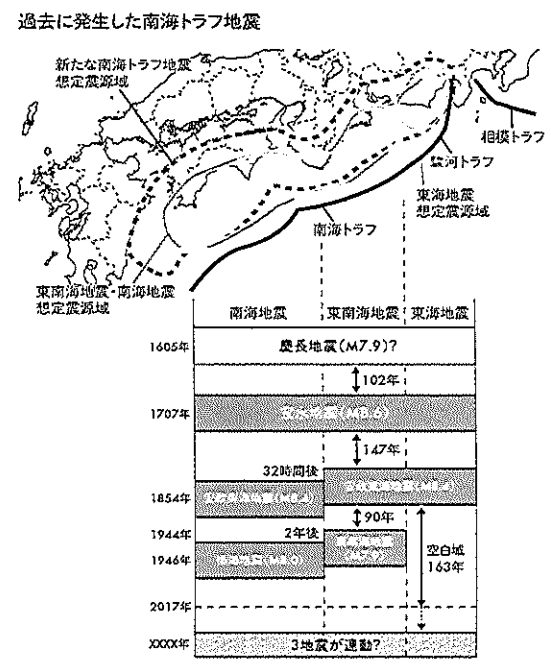 過去に発生した南海トラフ地震
新たな南海トラフ地震
想定震源域
相模トラフ
駿河トラフ
東海地震
想定震源域
南海トラフ
東南海地震・南海地震
想定震源域
南海地震
東南海地震
東海地震
1605年
慶長地震(M7.9)?
102年
1707年
(M8.6)
147年
32時間後
1854年
90年
1944年
2年後
(M7.9)
1946年
空白域
163年
2017年
XXXX年
3地震が連動?